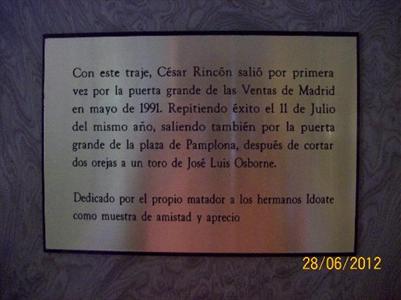 Con este traje, César Rincón salió por primera
vez por la puerta grande de las Ventas de Madrid
en mayo de 1991. Repitiendo éxito el 11 de Julio
del mismo año, saliendo también por la puerta
grande de la plaza de Pamplona, después de cortar
dos orejas a un toro de José Luis Osborne.
Dedicado por el propio matador a los hermanos Idoate
como muestra de amistad y aprecio
28/06/2012